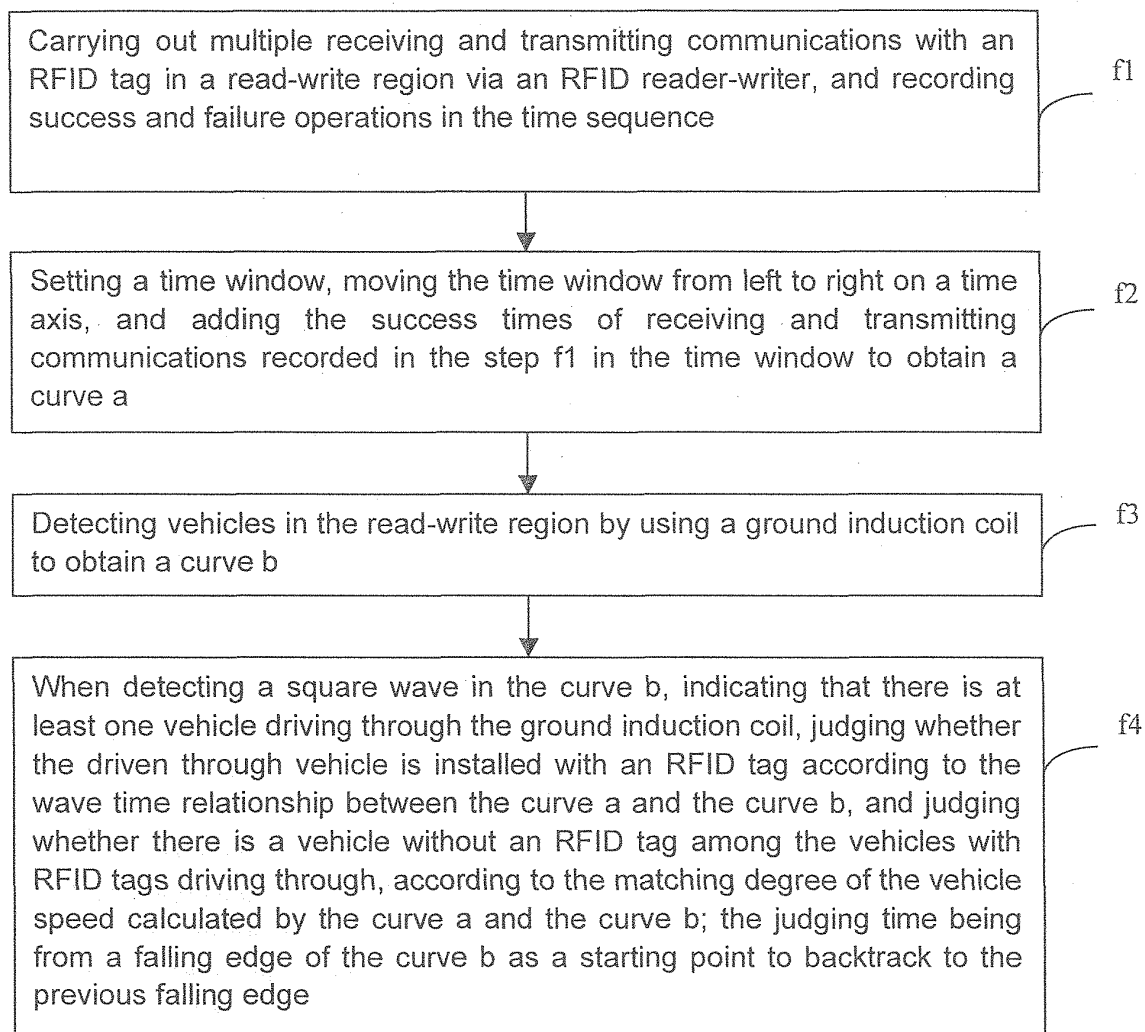 Carrying out multiple receiving and transmitting communications with an
RFID tag in a read-write region via an RFID reader-writer, and recording
success and failure operations in the time sequence
f1
Setting a time window, moving the time window from left to right on a time
axis, and adding the success times of receiving and transmitting
communications recorded in the step f1 in the time window to obtain a
curve a
f2
Detecting vehicles in the read-write region by using a ground induction coil
to obtain a curve b
f3
When detecting a square wave in the curve b, indicating that there is at
least one vehicle driving through the ground induction coil, judging whether
the driven through vehicle is installed with an RFID tag according to the
wave time relationship between the curve a and the curve b, and judging
whether there is a vehicle without an RFID tag among the vehicles with
RFID tags driving through, according to the matching degree of the vehicle
speed calculated by the curve a and the curve b; the judging time being
from a falling edge of the curve b as a starting point to backtrack to the
previous falling edge
f4